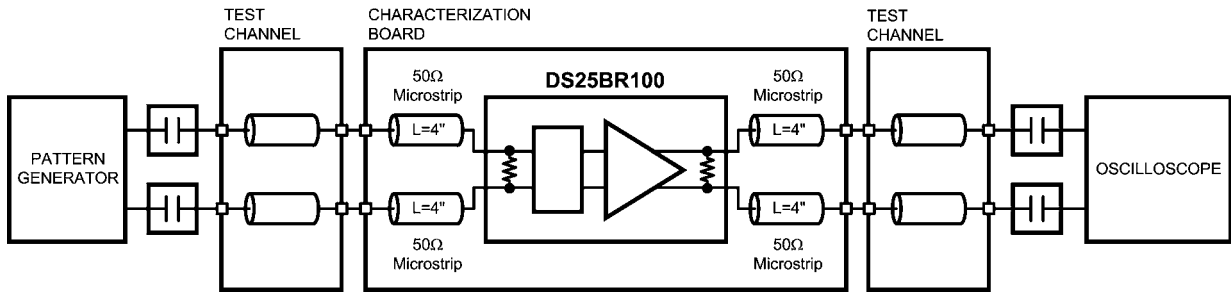 TEST
CHANNEL
CHARACTERIZATION
BOARD
TEST
CHANNEL
50Ω
Microstrip
DS25BR100
50Ω
Microstrip
L=4"
L=4"
PATTERN
GENERATOR
OSCILLOSCOPE
L=4"
L=4"
50Ω
Microstrip
50Ω
Microstrip